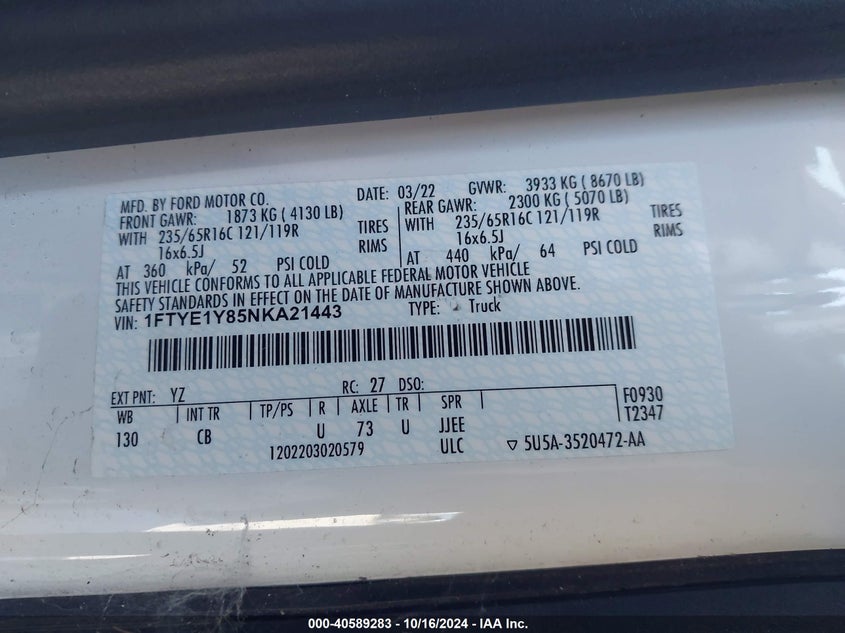 MFD. BY FORD MOTOR CO. DATE: 03/22 GVWR: 3933 KG ( 8670 LB)
FRONT GAWR: 1873 KG ( 4130 LB) REAR GAWR: 2300 KG ( 5070 LB)
WITH 235/65R16C 121/119R TIRES WITH 235/65R16C 121/119R TIRES
16x6.5J RIMS 16x6.5J RIMS
AT 360 kPa/ 52 PSI COLD AT 440 kPa/ 64 PSI COLD
THIS VEHICLE CONFORMS TO ALL APPLICABLE FEDERAL MOTOR VEHICLE
SAFETY STANDARDS IN EFFECT ON THE DATE OF MANUFACTURE SHOWN ABOVE.
VIN: 1FTYE1Y85NKA21443 TYPE: Truck
EXT PNT: YZ RC: 27 DSO:
WB INT TR TP/PS R AXLE TR SPR F0930
130 CB U 73 U JJEE T2347
1202203020579 ULC ▽ 5U5A-3520472-AA
000-40589283 - 10/16/2024 - IAA Inc.